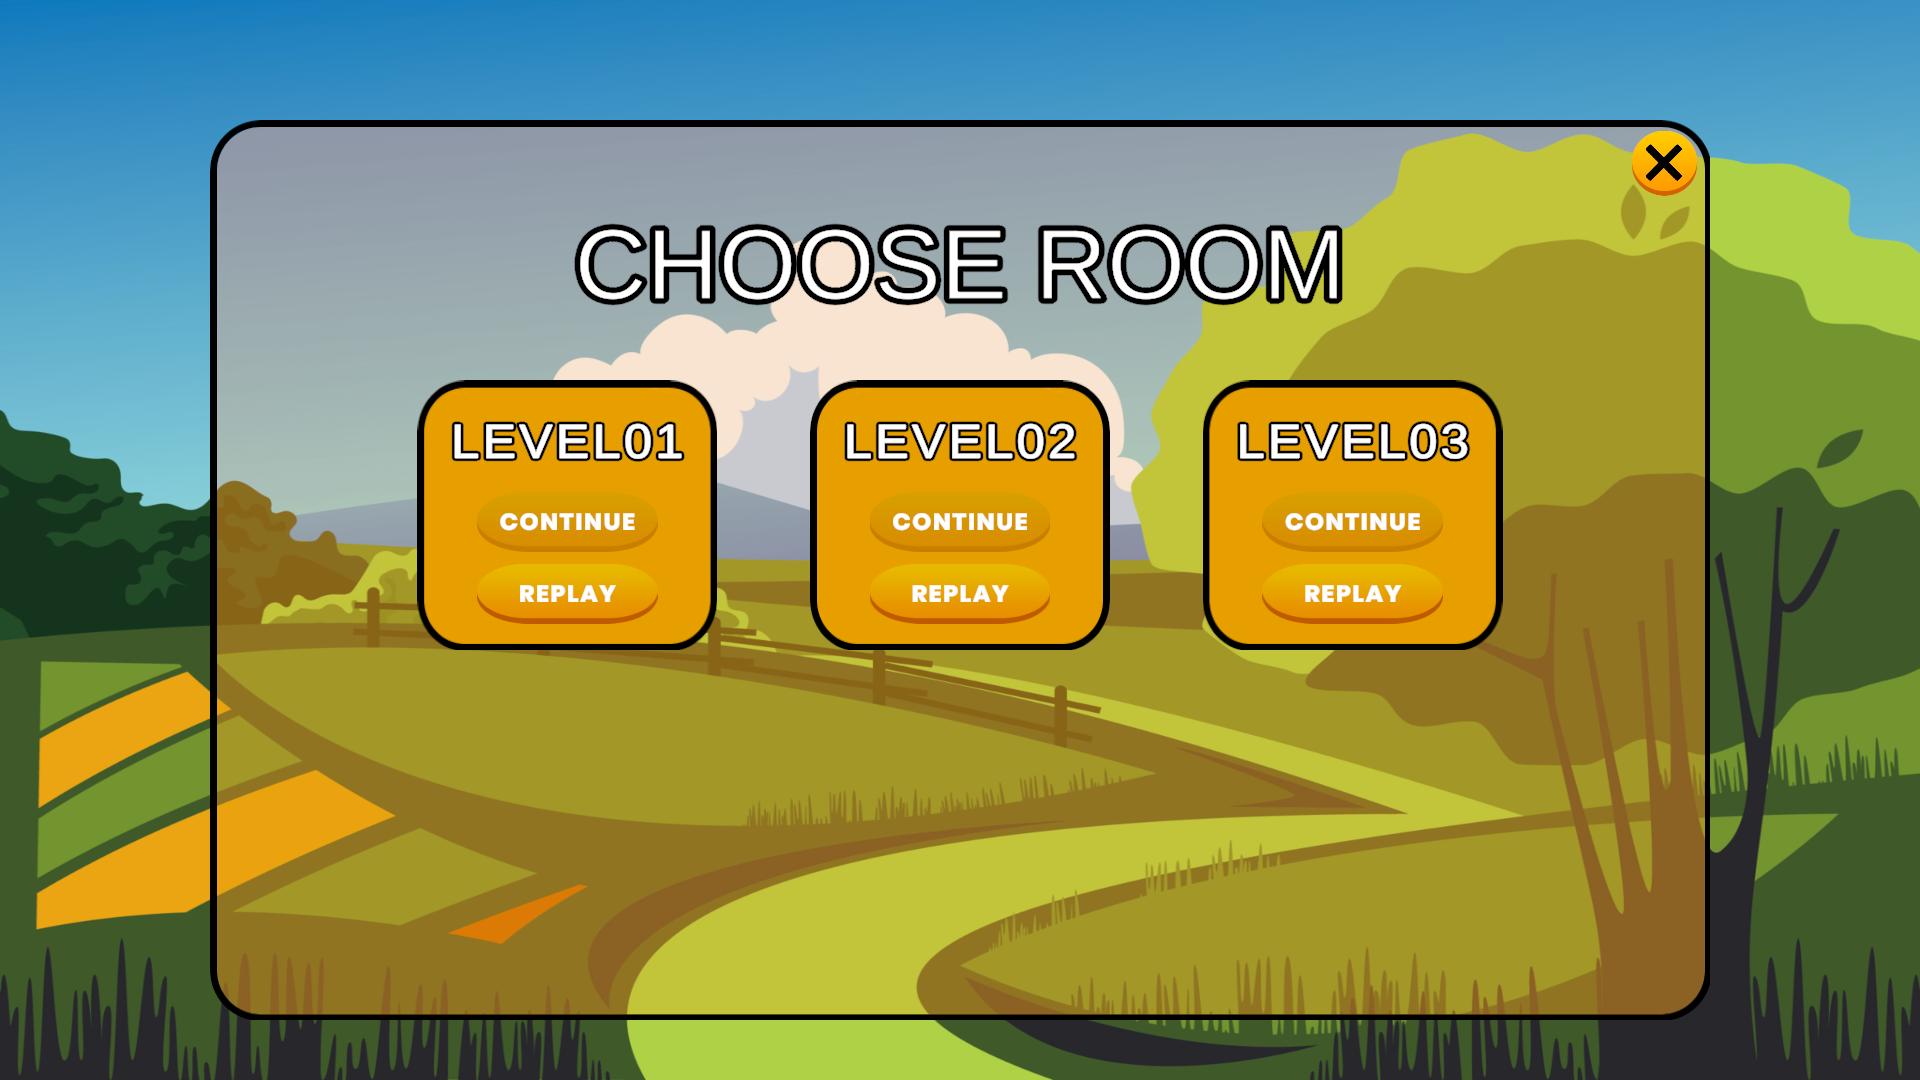 CHOOSE ROOM
LEVEL01
CONTINUE
REPLAY
LEVEL02
CONTINUE
REPLAY
LEVEL03
CONTINUE
REPLAY